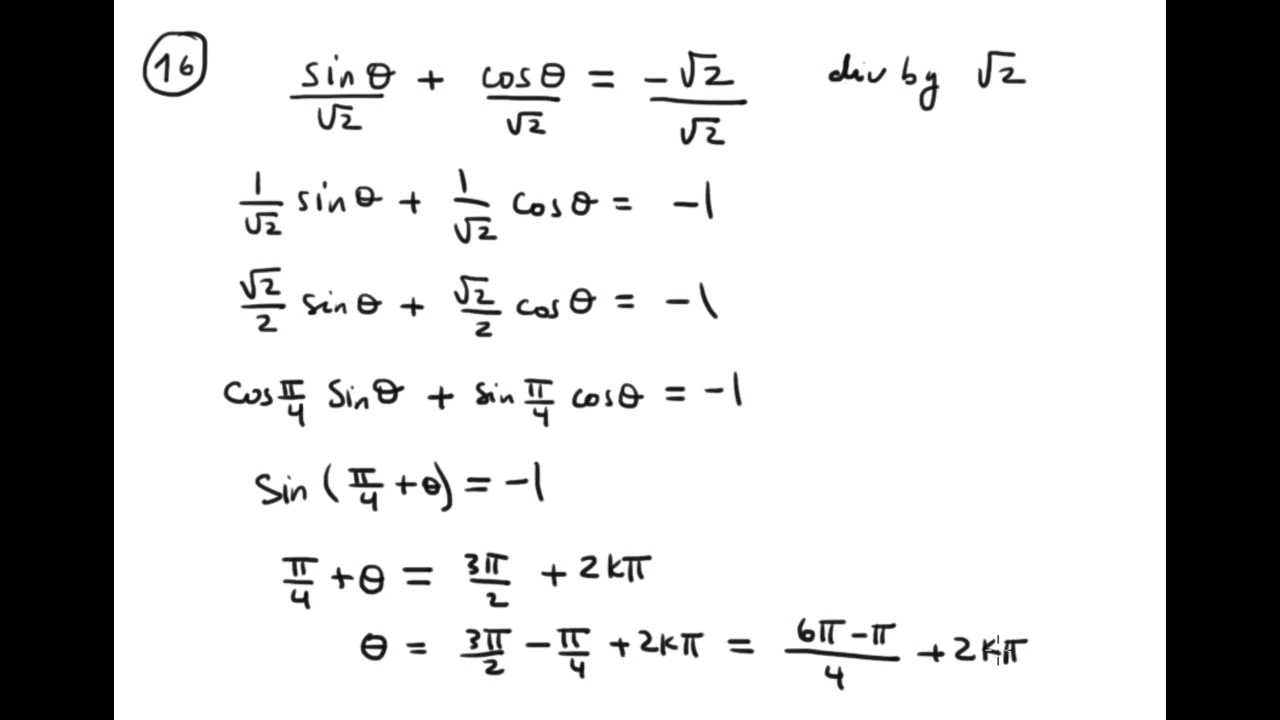 16 sinθ/√2 + cosθ/√2 = -√2/√2 div by √2
1/√2 sinθ + 1/√2 cosθ = -1
√2/2 sinθ + √2/2 cosθ = -1
cos π/4 sinθ + sin π/4 cosθ = -1
sin (π/4 + θ) = -1
π/4 + θ = 3π/2 + 2kπ
θ = 3π/2 - π/4 + 2kπ = (6π - π)/4 + 2kπ